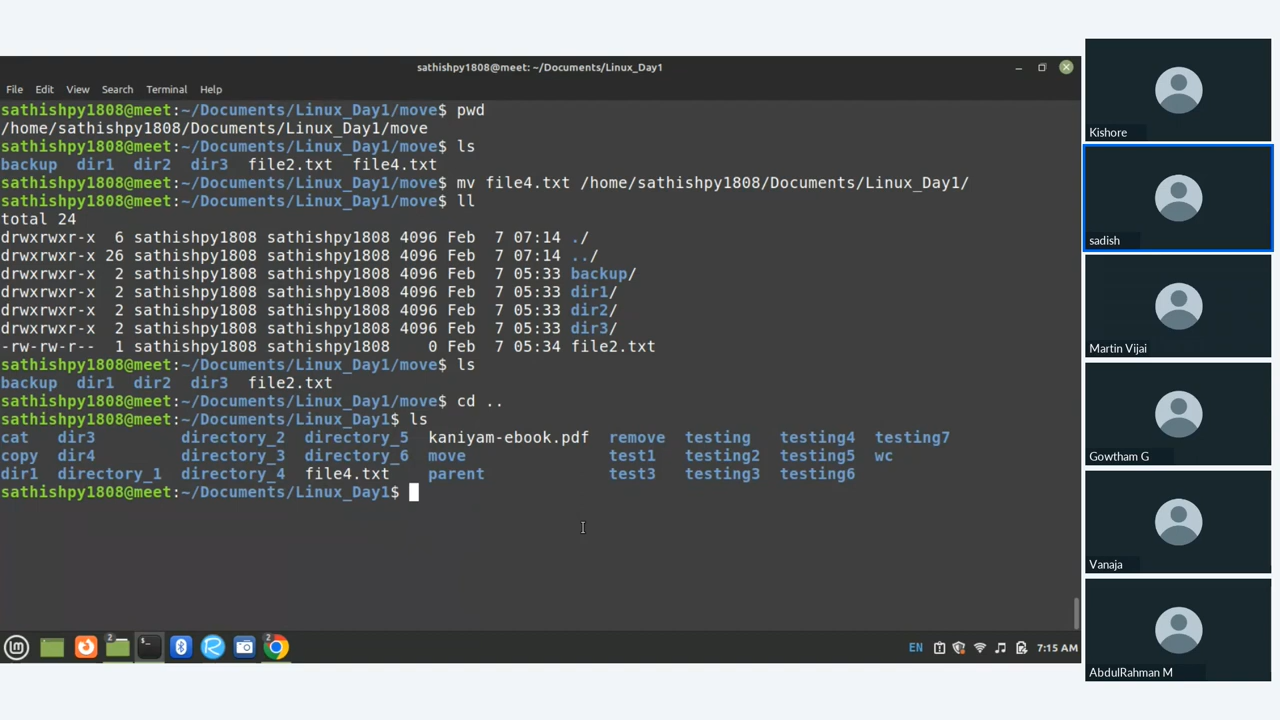 sathishpy1808@meet: ~/Documents/Linux_Day1
File Edit View Search Terminal Help
sathishpy1808@meet:~/Documents/Linux_Day1/move$ pwd
/home/sathishpy1808/Documents/Linux_Day1/move
sathishpy1808@meet:~/Documents/Linux_Day1/move$ ls
backup dir1 dir2 dir3 file2.txt file4.txt
sathishpy1808@meet:~/Documents/Linux_Day1/move$ mv file4.txt /home/sathishpy1808/Documents/Linux_Day1/
sathishpy1808@meet:~/Documents/Linux_Day1/move$ ll
total 24
drwxrwxr-x 6 sathishpy1808 sathishpy1808 4096 Feb 7 07:14 ./
drwxrwxr-x 26 sathishpy1808 sathishpy1808 4096 Feb 7 07:14 ../
drwxrwxr-x 2 sathishpy1808 sathishpy1808 4096 Feb 7 05:33 backup/
drwxrwxr-x 2 sathishpy1808 sathishpy1808 4096 Feb 7 05:33 dir1/
drwxrwxr-x 2 sathishpy1808 sathishpy1808 4096 Feb 7 05:33 dir2/
drwxrwxr-x 2 sathishpy1808 sathishpy1808 4096 Feb 7 05:33 dir3/
-rw-rw-r-- 1 sathishpy1808 sathishpy1808 0 Feb 7 05:34 file2.txt
sathishpy1808@meet:~/Documents/Linux_Day1/move$ ls
backup dir1 dir2 dir3 file2.txt
sathishpy1808@meet:~/Documents/Linux_Day1/move$ cd ..
sathishpy1808@meet:~/Documents/Linux_Day1$ ls
cat dir3 directory_2 directory_5 kaniyam-ebook.pdf remove testing testing4 testing7
copy dir4 directory_3 directory_6 move test1 testing2 testing5 wc
dir1 directory_1 directory_4 file4.txt parent test3 testing3 testing6
sathishpy1808@meet:~/Documents/Linux_Day1$
2
2
EN 7:15 AM
Kishore
sadish
Martin Vijai
Gowtham G
Vanaja
AbdulRahman M